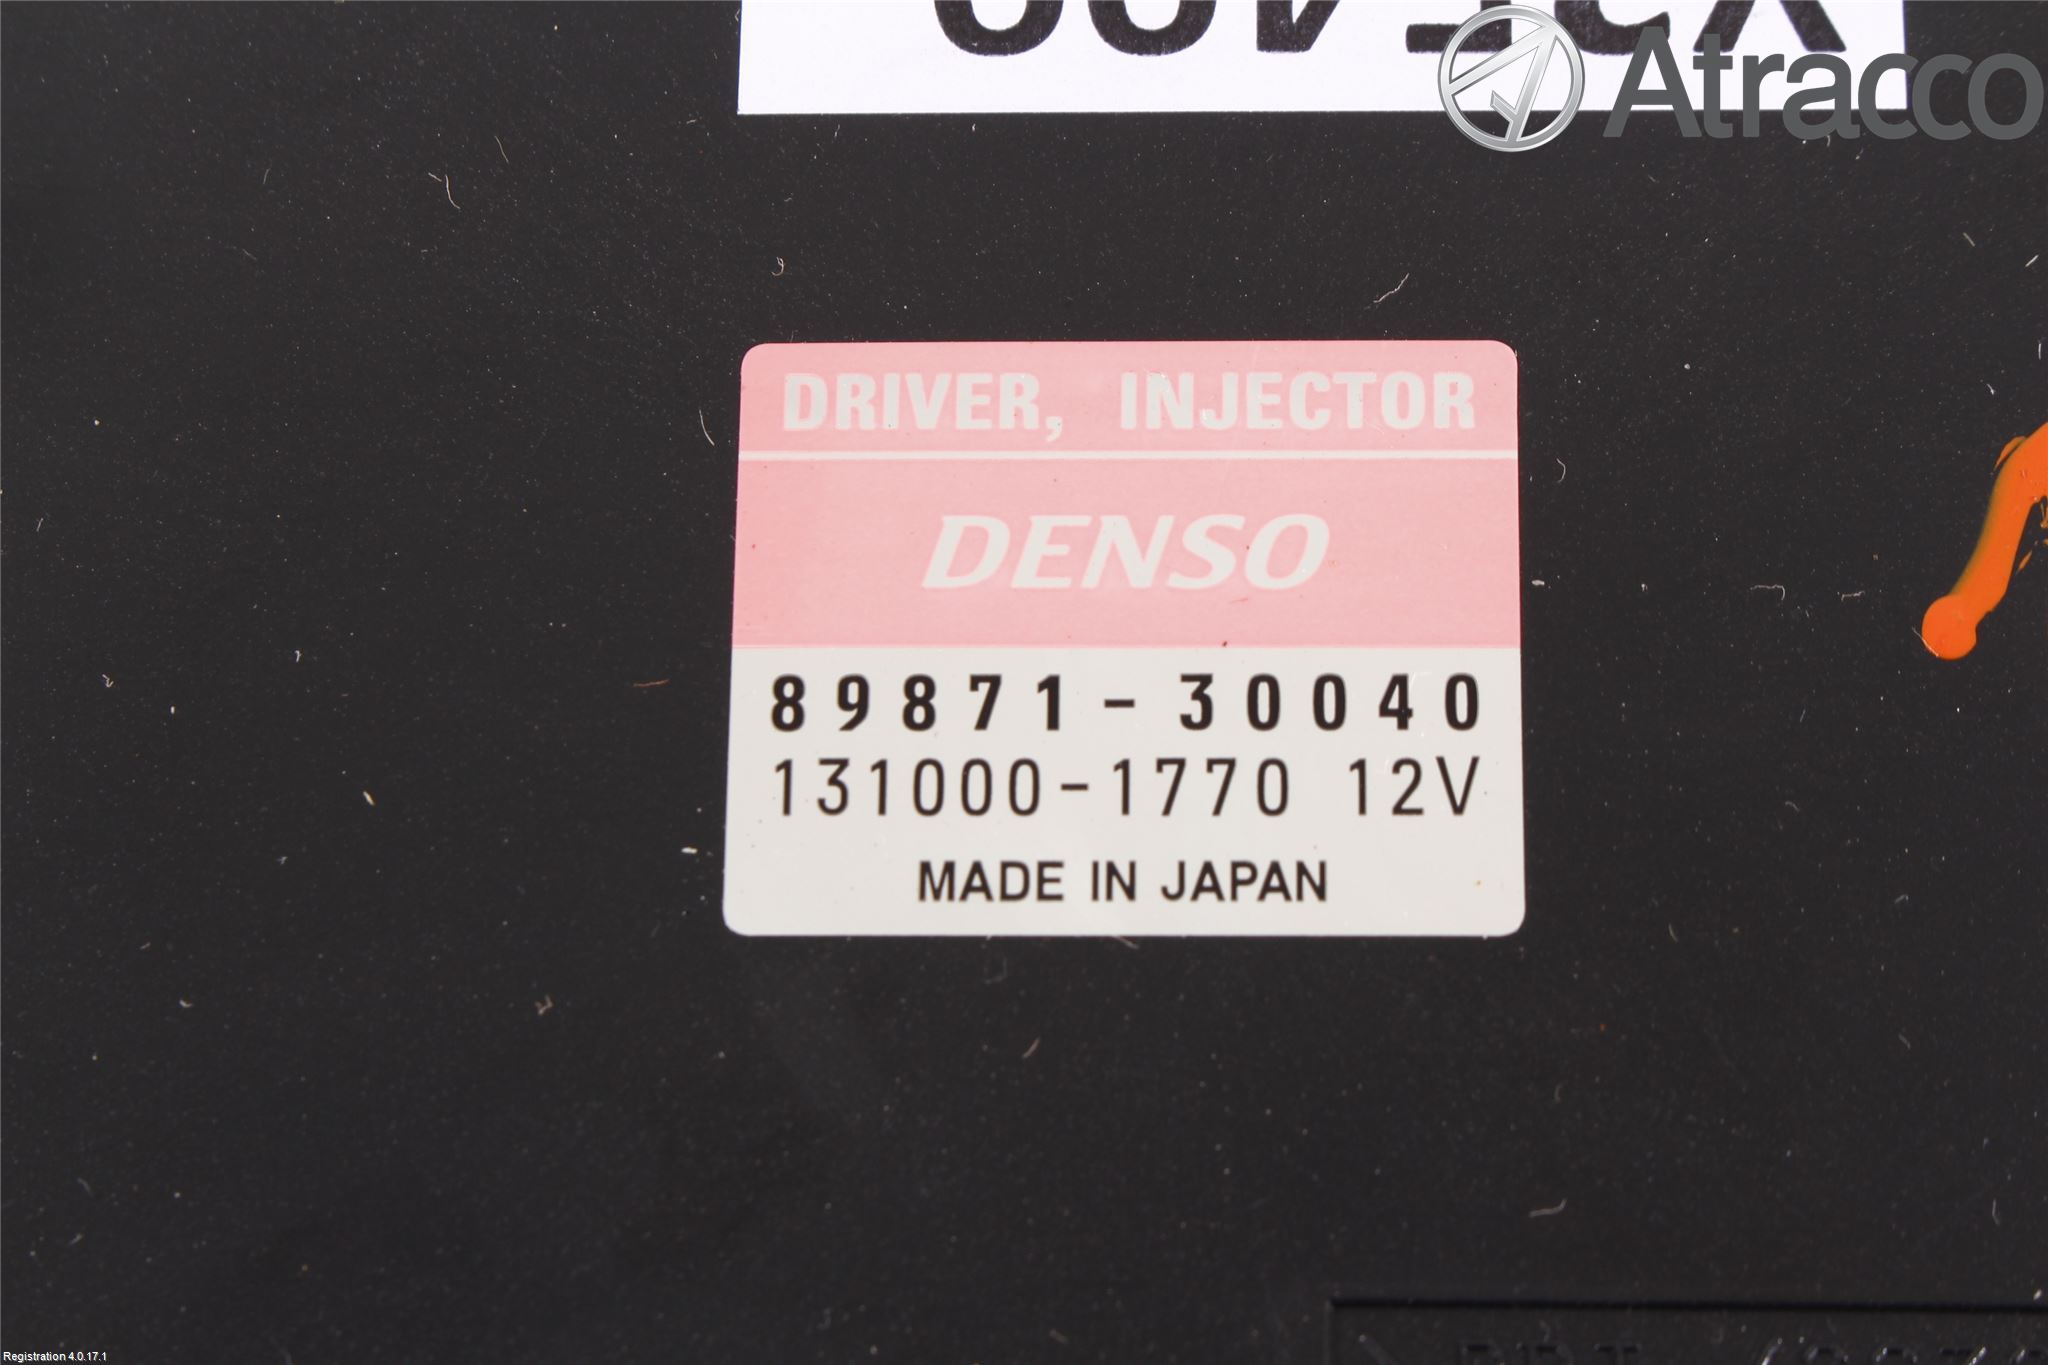 Atracco
DRIVER, INJECTOR
DENSO
89871-30040
131000-1770 12V
MADE IN JAPAN
Registration 4.0.17.1